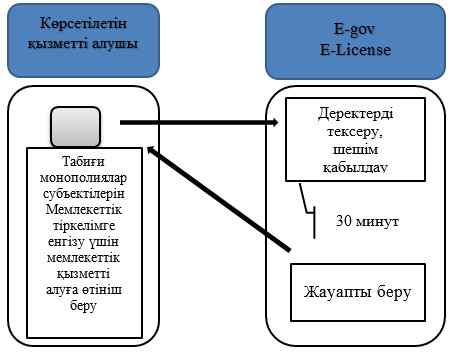 Көрсетілетін
қызметті алушы
E-gov
E-License
Табиғи
монополиялар
субъектілерін
Мемлекеттік
тіркелімге
енгізу үшін
мемлекеттік
қызметті
алуға өтініш
беру
Деректерді
тексеру,
шешім
қабылдау
30 минут
Жауапты беру